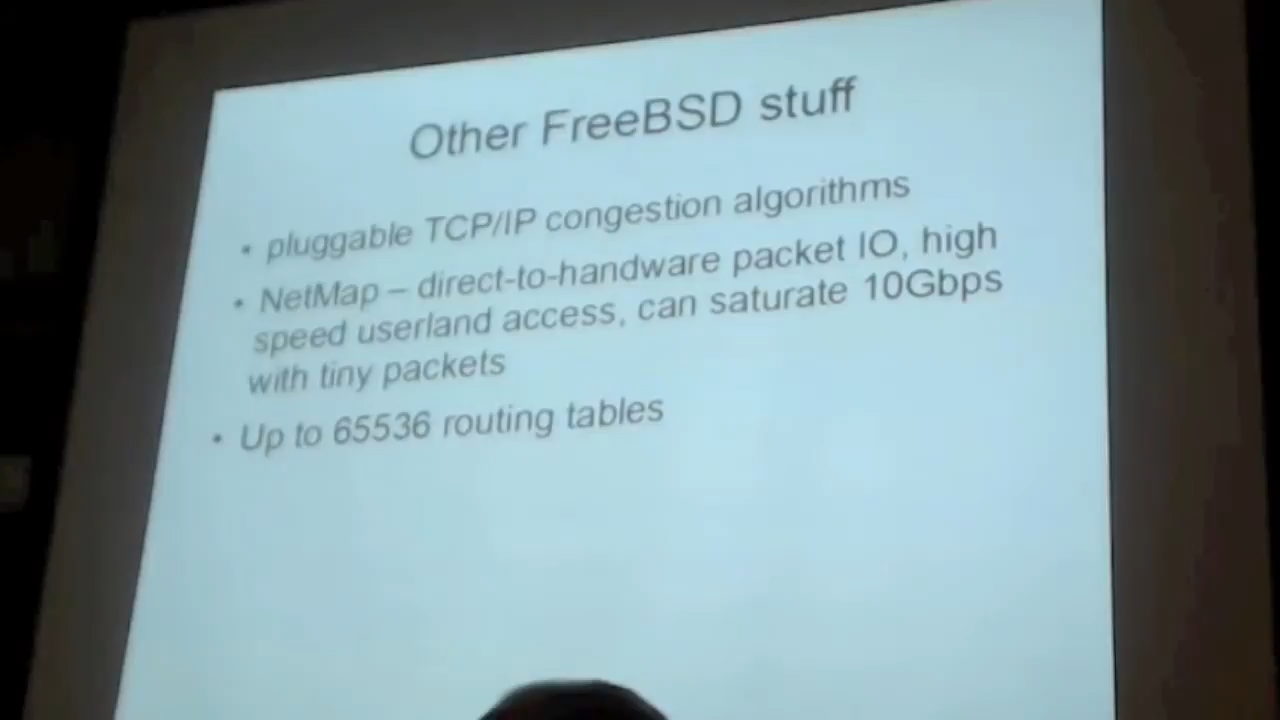 Other FreeBSD stuff
• pluggable TCP/IP congestion algorithms
• NetMap – direct-to-handware packet IO, high
speed userland access, can saturate 10Gbps
with tiny packets
• Up to 65536 routing tables